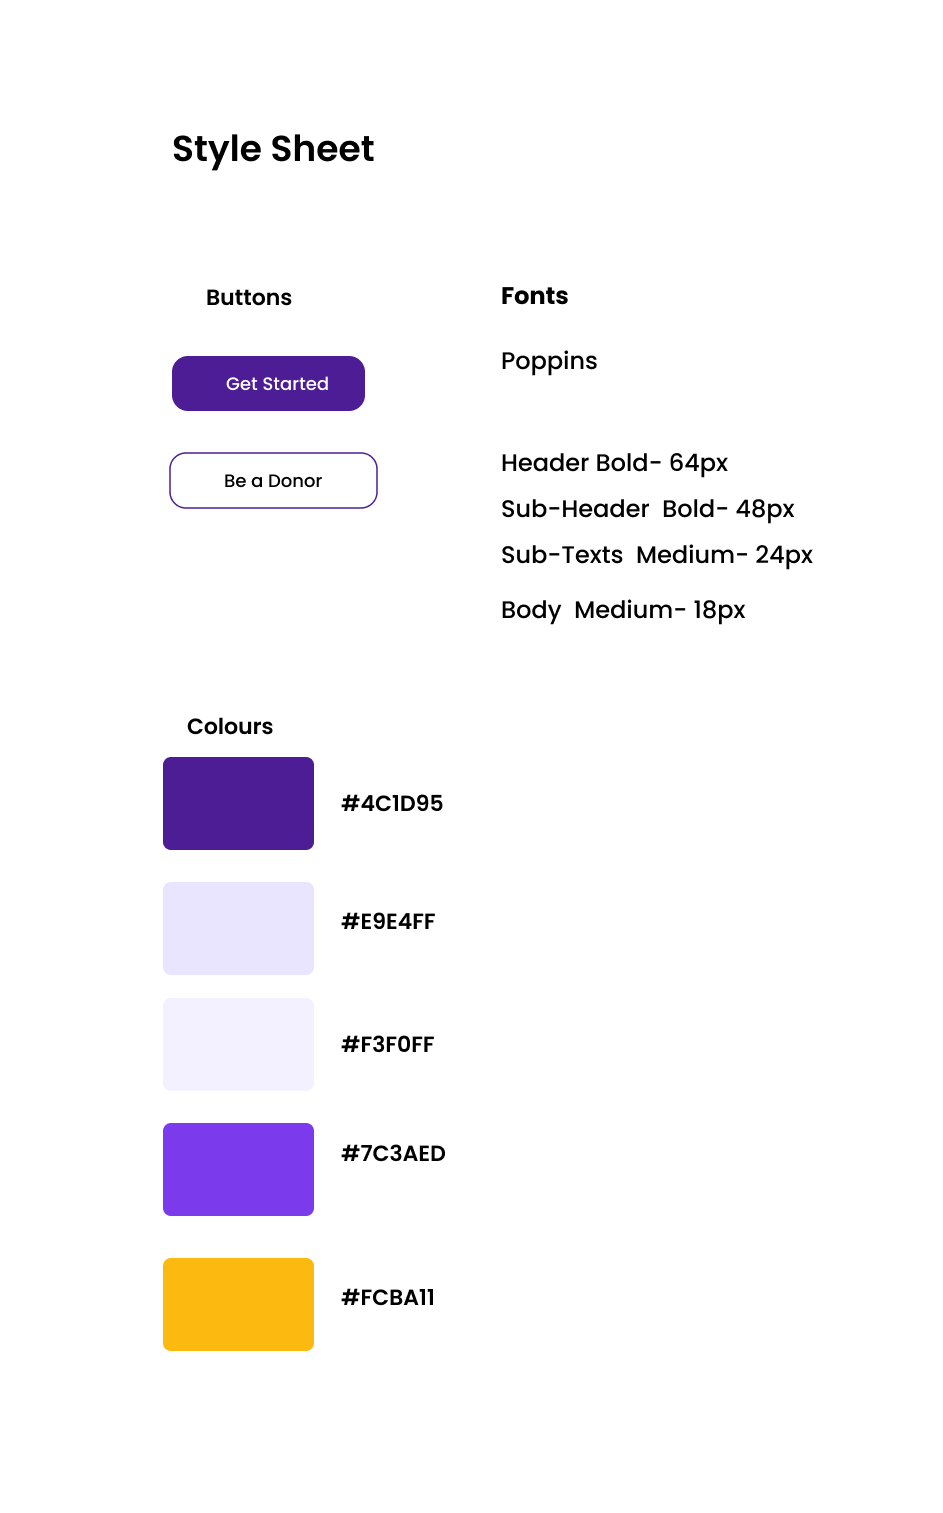 Style Sheet
Buttons
Get Started
Be a Donor
Fonts
Poppins
Header Bold- 64px
Sub-Header  Bold- 48px
Sub-Texts  Medium- 24px
Body  Medium- 18px
Colours
#4C1D95
#E9E4FF
#F3F0FF
#7C3AED
#FCBA11